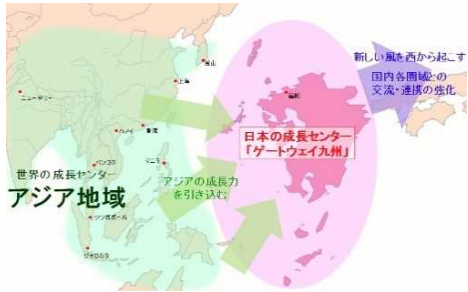 新しい風を西から起こす
国内各圏域との
交流・連携の強化
釜山
上海
ニューデリー
福岡
ハノイ
香港
日本の成長センター
「ゲートウェイ九州」
バンコク
マニラ
世界の成長センター
アジア地域
アジアの成長力
を引き込む
シンガポール
ジャカルタ